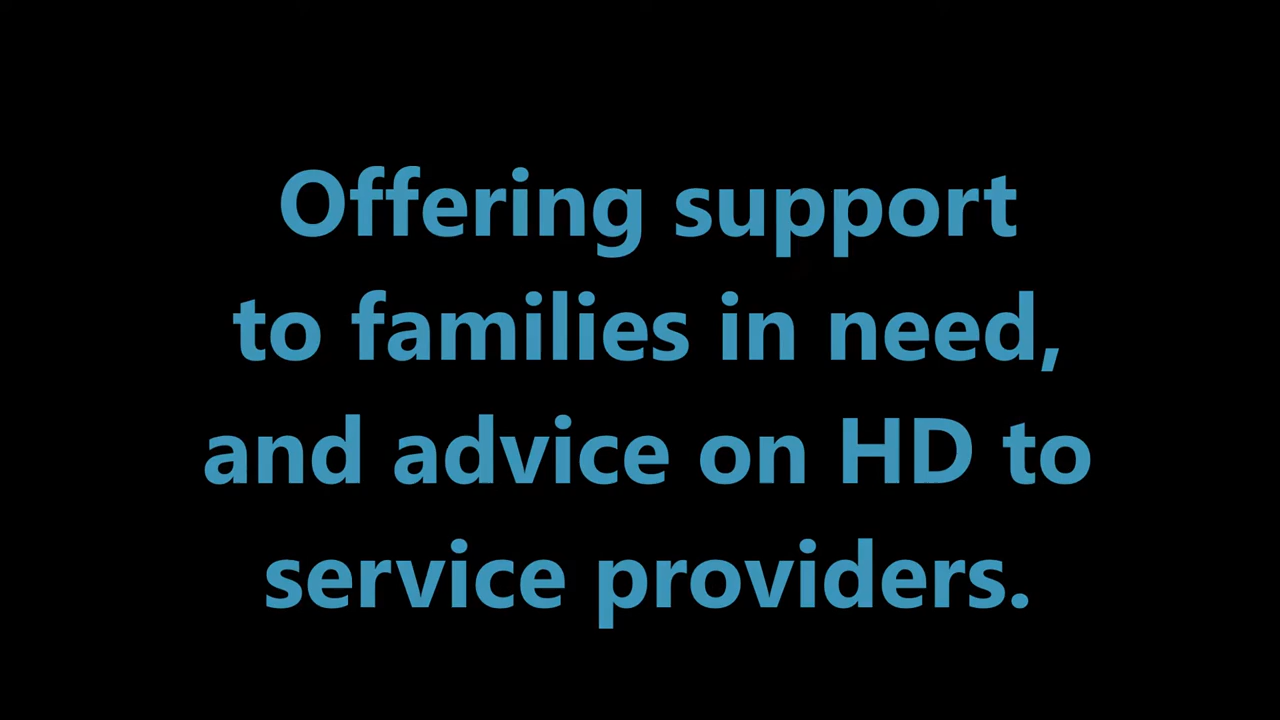 Offering support
to families in need,
and advice on HD to
service providers.